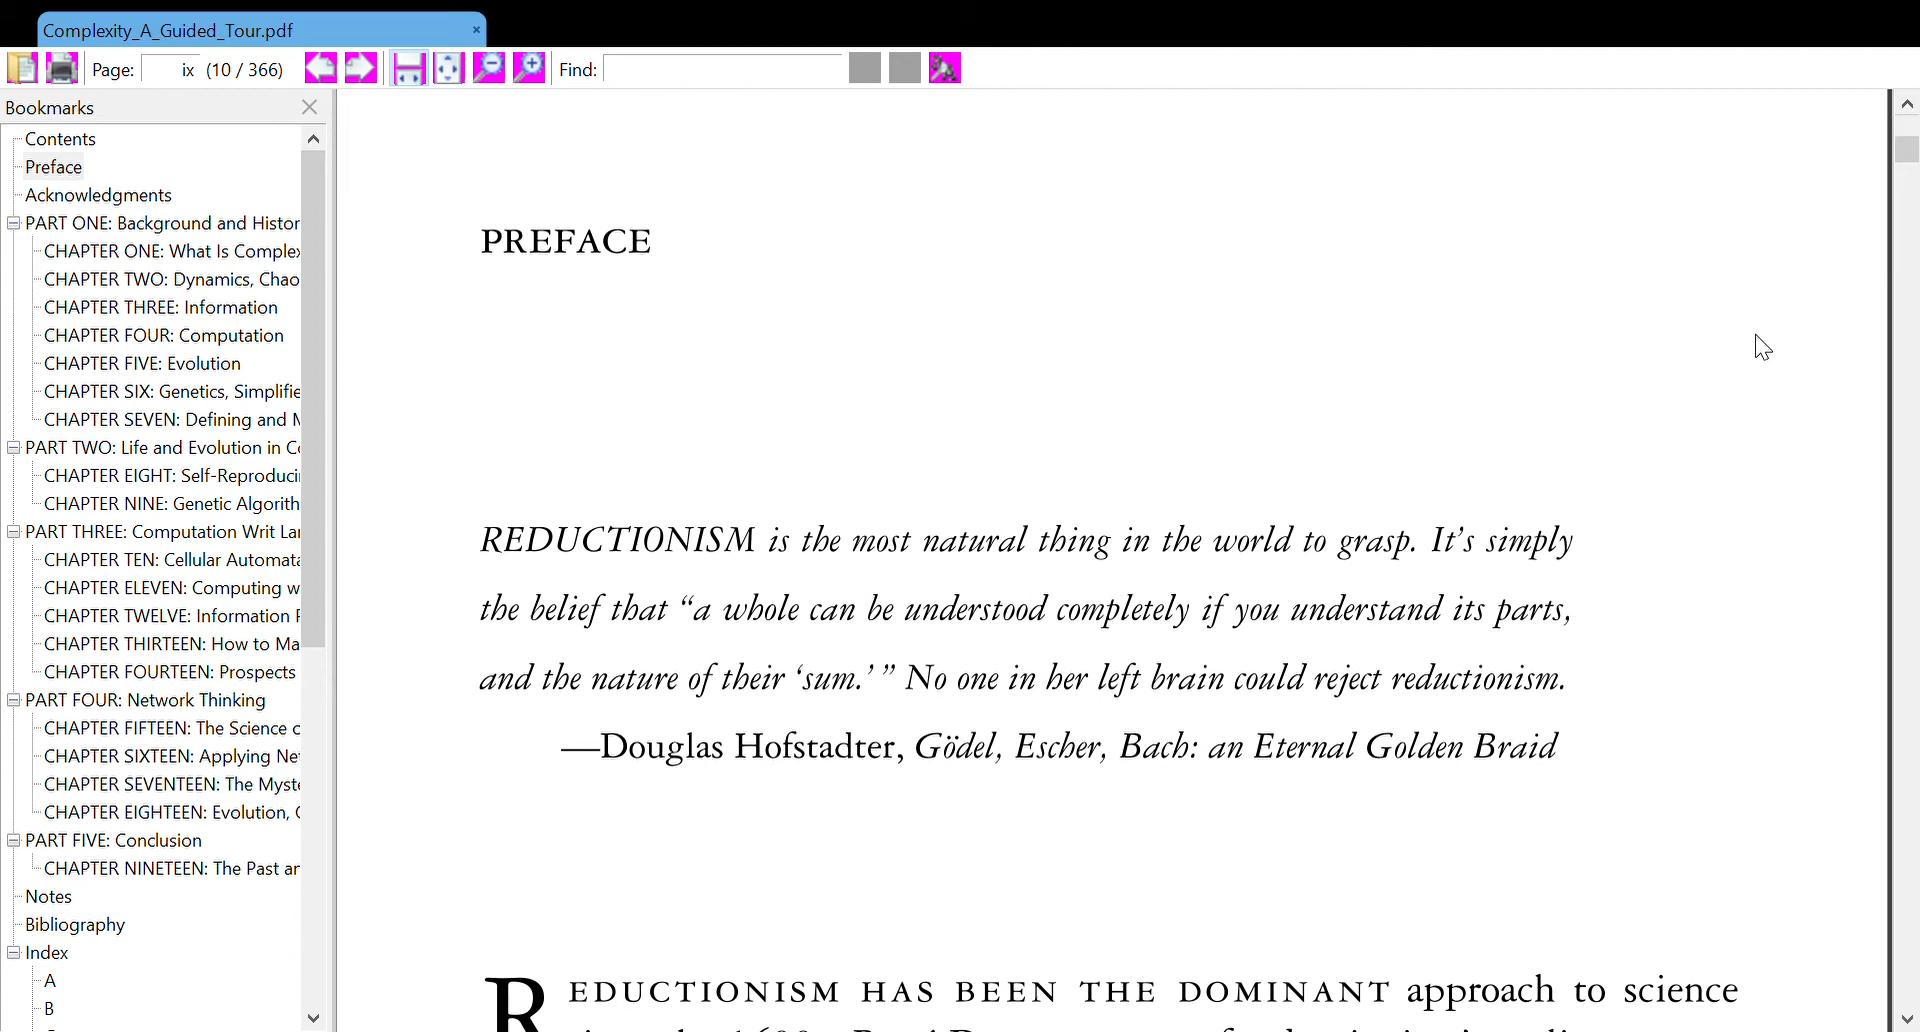 Complexity_A_Guided_Tour.pdf
Page: ix (10 / 366) Find:
Bookmarks
Contents
Preface
Acknowledgments
PART ONE: Background and Histor
CHAPTER ONE: What Is Complex
CHAPTER TWO: Dynamics, Chao
CHAPTER THREE: Information
CHAPTER FOUR: Computation
CHAPTER FIVE: Evolution
CHAPTER SIX: Genetics, Simplifie
CHAPTER SEVEN: Defining and M
PART TWO: Life and Evolution in Co
CHAPTER EIGHT: Self-Reproduci
CHAPTER NINE: Genetic Algorith
PART THREE: Computation Writ Lar
CHAPTER TEN: Cellular Automata
CHAPTER ELEVEN: Computing w
CHAPTER TWELVE: Information P
CHAPTER THIRTEEN: How to Ma
CHAPTER FOURTEEN: Prospects
PART FOUR: Network Thinking
CHAPTER FIFTEEN: The Science o
CHAPTER SIXTEEN: Applying Net
CHAPTER SEVENTEEN: The Myste
CHAPTER EIGHTEEN: Evolution, C
PART FIVE: Conclusion
CHAPTER NINETEEN: The Past an
Notes
Bibliography
Index
A
B
PREFACE
REDUCTIONISM is the most natural thing in the world to grasp. It’s simply
the belief that “a whole can be understood completely if you understand its parts,
and the nature of their ‘sum.’ ” No one in her left brain could reject reductionism.
—Douglas Hofstadter, Gödel, Escher, Bach: an Eternal Golden Braid
REDUCTIONISM HAS BEEN THE DOMINANT approach to science